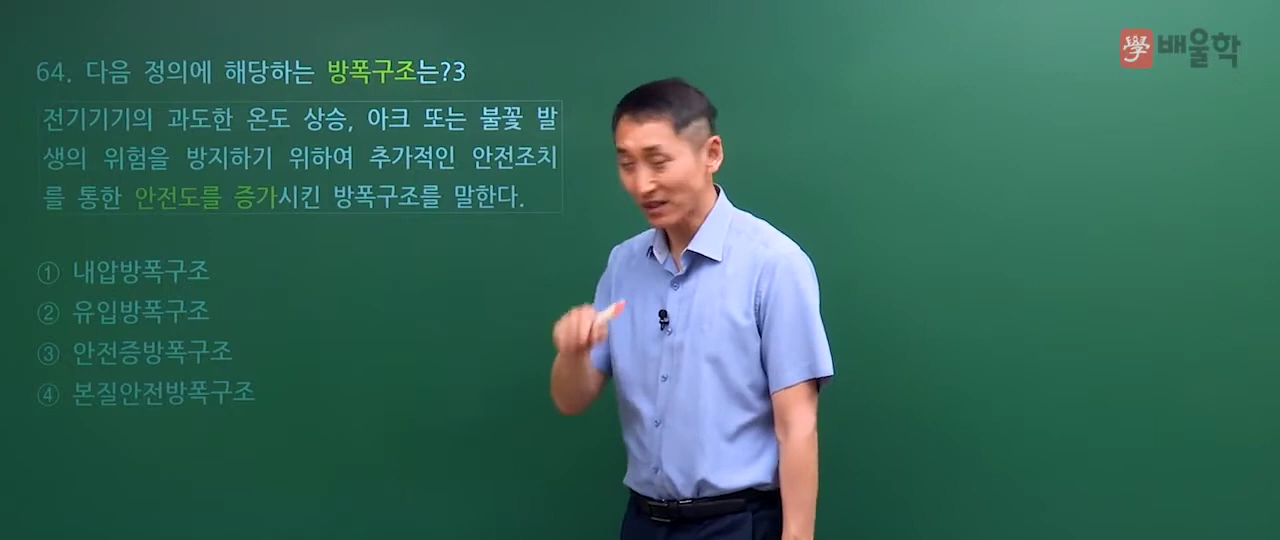 學 배울학
64. 다음 정의에 해당하는 방폭구조는?3
전기기기의 과도한 온도 상승, 아크 또는 불꽃 발
생의 위험을 방지하기 위하여 추가적인 안전조치
를 통한 안전도를 증가시킨 방폭구조를 말한다.
① 내압방폭구조
② 유입방폭구조
③ 안전증방폭구조
④ 본질안전방폭구조